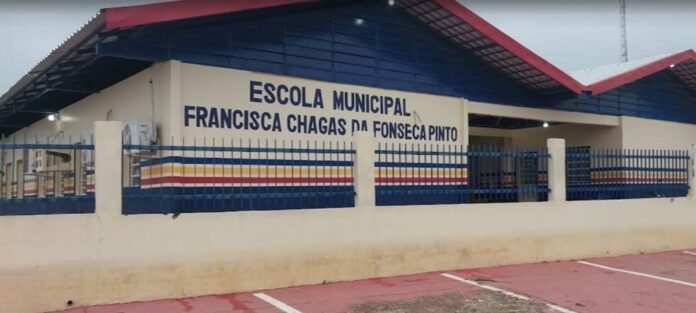 ESCOLA MUNICIPAL
FRANCISCA CHAGAS DA FONSECA PINTO